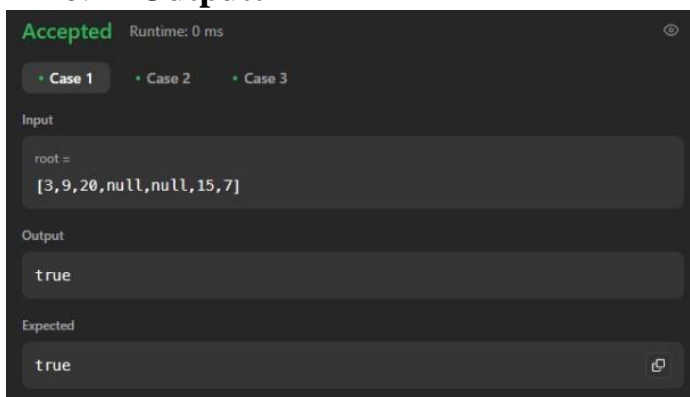 Accepted Runtime: 0 ms
• Case 1 • Case 2 • Case 3
Input
root =
[3,9,20,null,null,15,7]
Output
true
Expected
true